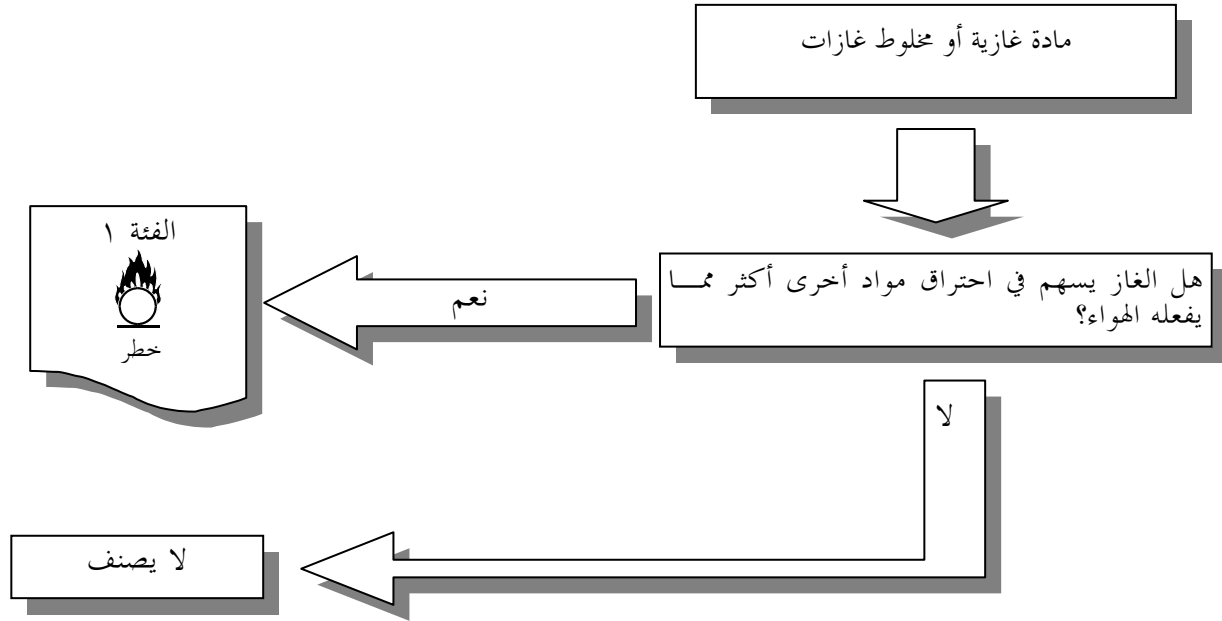 مادة غازية أو مخلوط غازات
هل الغاز يسهم في احتراق مواد أخرى أكثر ممـا
يفعله الهواء؟
نعم
الفئة ١
خطر
لا
لا يصنف